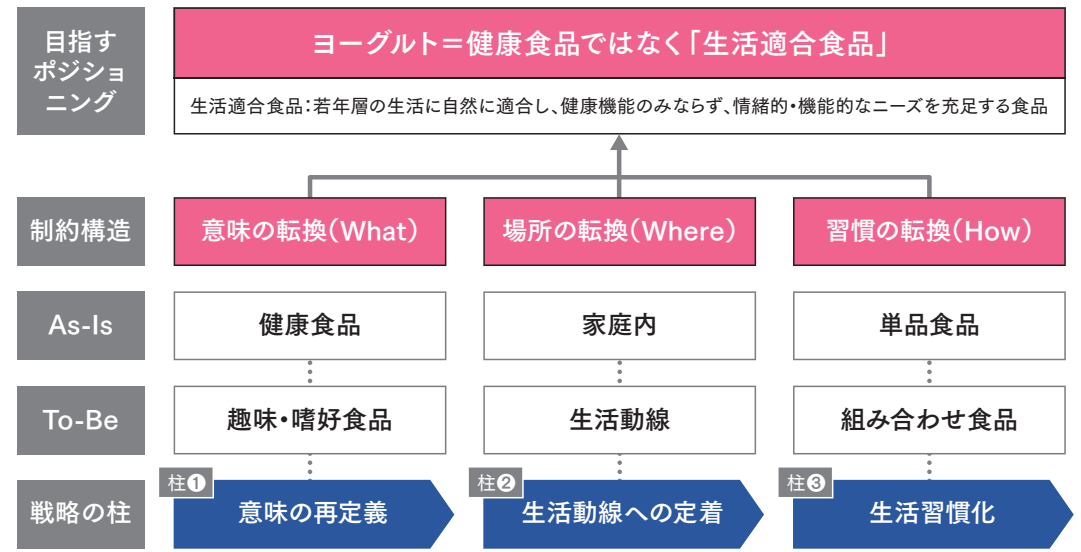 目指す
ポジショ
ニング
ヨーグルト＝健康食品ではなく「生活適合食品」
生活適合食品：若年層の生活に自然に適合し、健康機能のみならず、情緒的・機能的なニーズを充足する食品
制約構造
意味の転換（What）
場所の転換（Where）
習慣の転換（How）
As-Is
健康食品
家庭内
単品食品
To-Be
趣味・嗜好食品
生活動線
組み合わせ食品
戦略の柱
柱❶
意味の再定義
柱❷
生活動線への定着
柱❸
生活習慣化